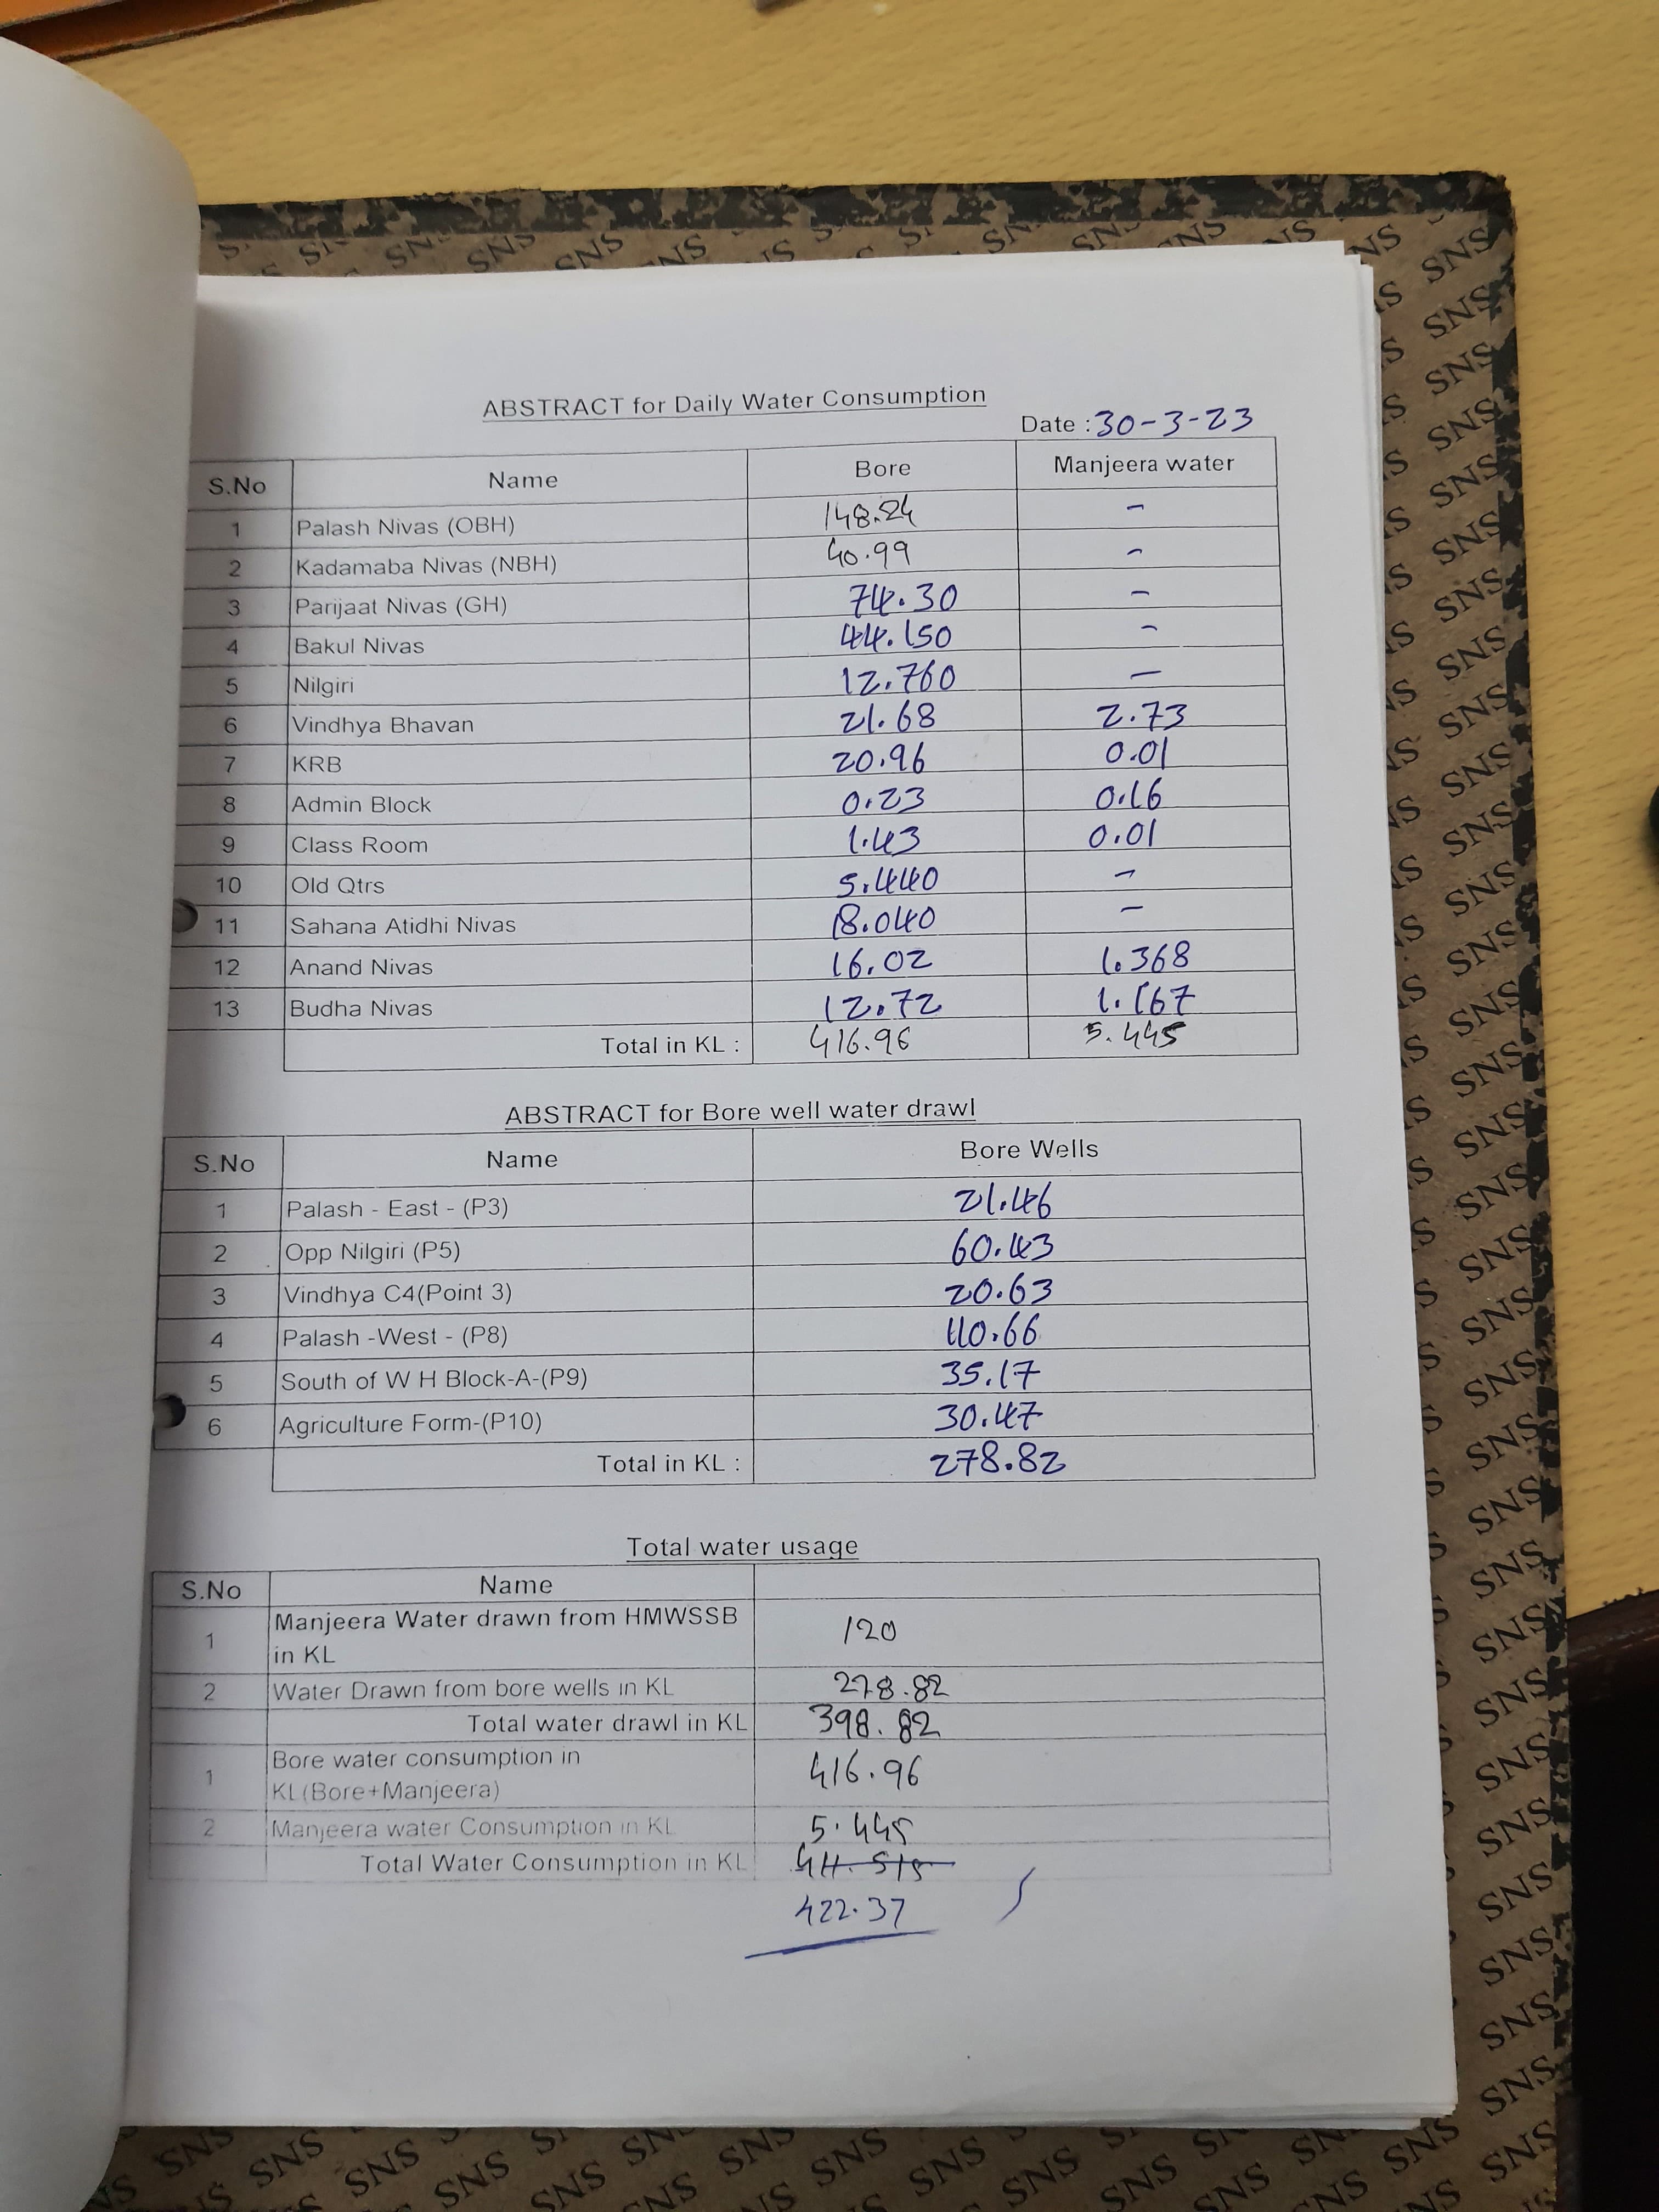 ABSTRACT for Daily Water Consumption
Date : 30-3-23
S.No Name Bore Manjeera water
1 Palash Nivas (OBH) 148.24 -
2 Kadamaba Nivas (NBH) 40.99 -
3 Parijaat Nivas (GH) 74.30 -
4 Bakul Nivas 44.150 -
5 Nilgiri 12.760 -
6 Vindhya Bhavan 21.68 2.73
7 KRB 20.96 0.01
8 Admin Block 0.23 0.16
9 Class Room 1.43 0.01
10 Old Qtrs 5.440 -
11 Sahana Atidhi Nivas 18.040 -
12 Anand Nivas 16.02 1.368
13 Budha Nivas 12.72 1.167
Total in KL : 416.96 5.445
ABSTRACT for Bore well water drawl
S.No Name Bore Wells
1 Palash - East - (P3) 21.46
2 Opp Nilgiri (P5) 60.43
3 Vindhya C4(Point 3) 20.63
4 Palash -West - (P8) 110.66
5 South of W H Block-A-(P9) 35.17
6 Agriculture Form-(P10) 30.47
Total in KL : 278.82
Total water usage
S.No Name
1 Manjeera Water drawn from HMWSSB in KL 120
2 Water Drawn from bore wells in KL 278.82
Total water drawl in KL 398.82
1 Bore water consumption in KL(Bore+Manjeera) 416.96
2 Manjeera water Consumption in KL 5.445
Total Water Consumption in KL
422.37
SNS